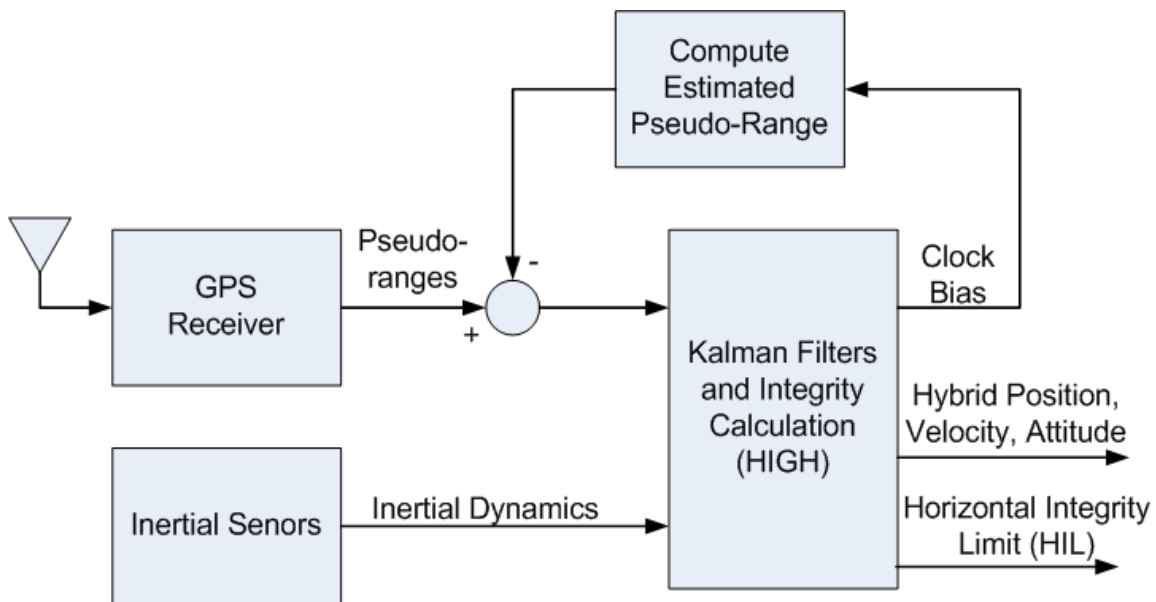 Compute
Estimated
Pseudo-Range
Pseudo-
ranges
-
+
GPS
Receiver
Clock
Bias
Kalman Filters
and Integrity
Calculation
(HIGH)
Hybrid Position,
Velocity, Attitude
Inertial Senors
Inertial Dynamics
Horizontal Integrity
Limit (HIL)